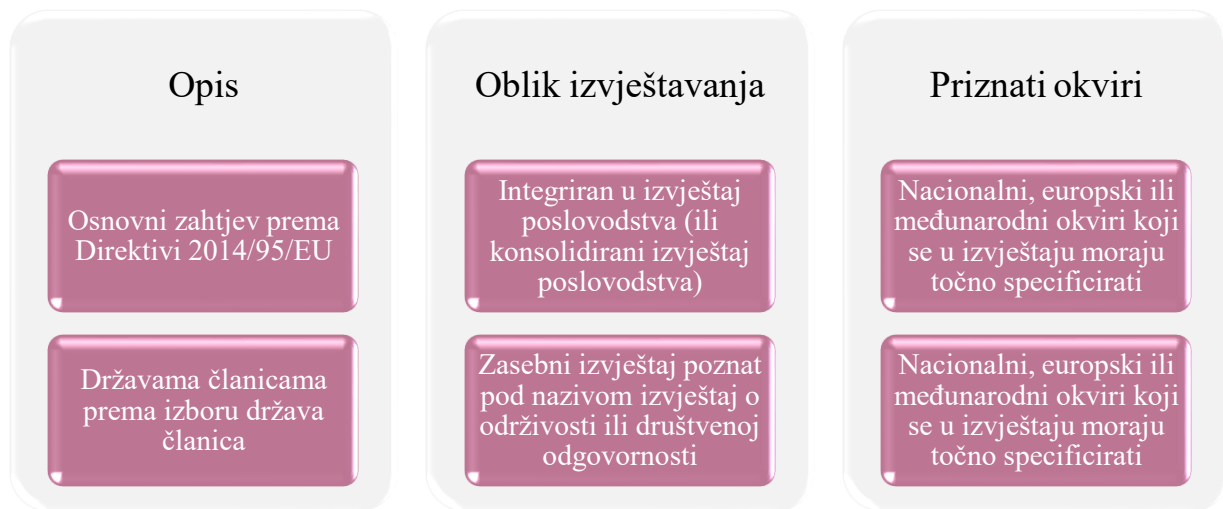 Opis
Osnovni zahtjev prema
Direktivi 2014/95/EU
Državama članicama
prema izboru država
članica
Oblik izvještavanja
Integriran u izvještaj
poslovodstva (ili
konsolidirani izvještaj
poslovodstva)
Zasebni izvještaj poznat
pod nazivom izvještaj o
održivosti ili društvenoj
odgovornosti
Priznati okviri
Nacionalni, europski ili
međunarodni okviri koji
se u izvještaju moraju
točno specificirati
Nacionalni, europski ili
međunarodni okviri koji
se u izvještaju moraju
točno specificirati